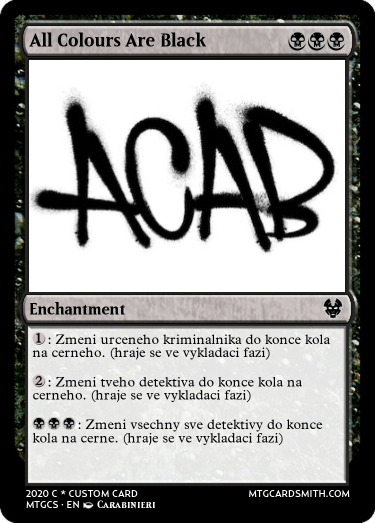 All Colours Are Black
ACAB
Enchantment
1: Zmeni urceneho kriminalnika do konce kola
na cerneho. (hraje se ve vykladaci fazi)
2: Zmeni tveho detektiva do konce kola na
cerneho. (hraje se ve vykladaci fazi)
: Zmeni vsechny sve detektivy do konce
kola na cerne. (hraje se ve vykladaci fazi)
2020 C * CUSTOM CARD
MTGCARDSMITH.COM
MTGCS · EN CARABINIERI